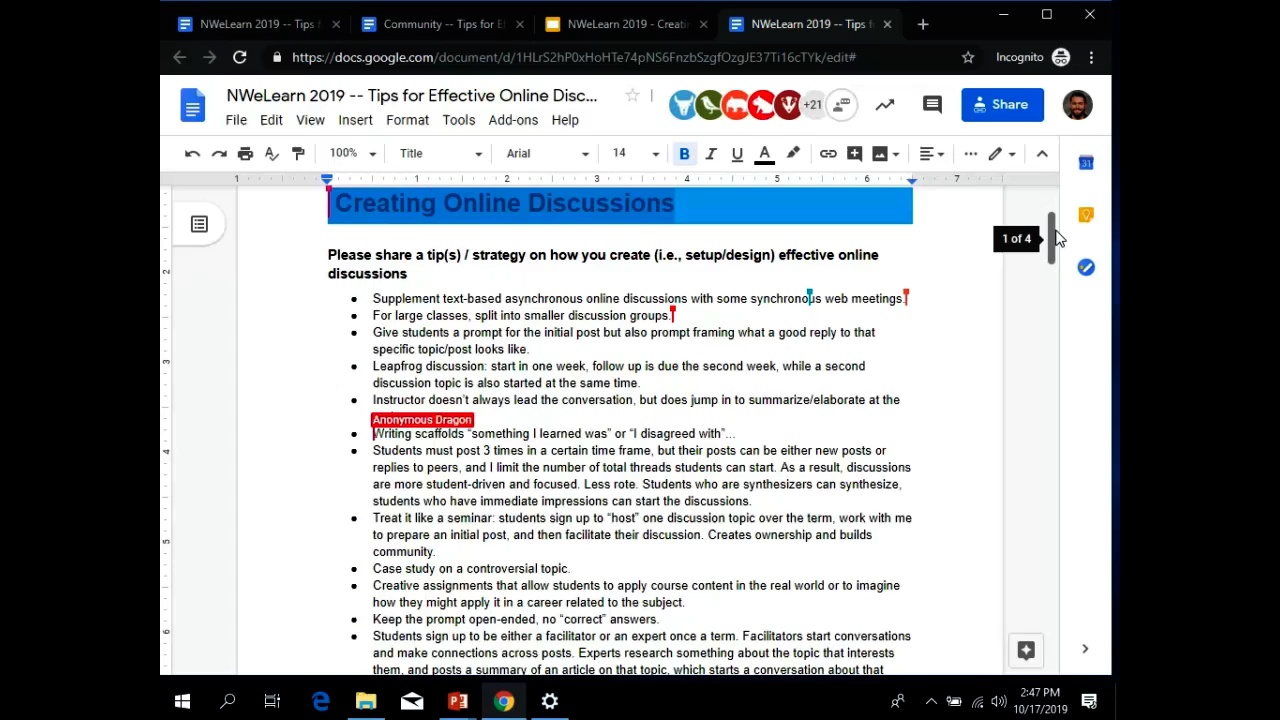 NWeLearn 2019 -- Tips f
Community -- Tips for E
NWeLearn 2019 - Creati
NWeLearn 2019 -- Tips
https://docs.google.com/document/d/1HLrS2hP0xHoHTe74pNS6FnzbSzgfOzgJE37Ti16cTYk/edit#
Incognito
NWeLearn 2019 -- Tips for Effective Online Disc...
+21
Share
File Edit View Insert Format Tools Add-ons Help
100% Title Arial 14 B I U A
1 1 2 3 4 5 6 7
31
Creating Online Discussions
1 of 4
Please share a tip(s) / strategy on how you create (i.e., setup/design) effective online
discussions
2
• Supplement text-based asynchronous online discussions with some synchronous web meetings.
• For large classes, split into smaller discussion groups.
• Give students a prompt for the initial post but also prompt framing what a good reply to that
specific topic/post looks like.
3
• Leapfrog discussion: start in one week, follow up is due the second week, while a second
discussion topic is also started at the same time.
• Instructor doesn't always lead the conversation, but does jump in to summarize/elaborate at the
Anonymous Dragon
• Writing scaffolds “something I learned was” or “I disagreed with”...
4
• Students must post 3 times in a certain time frame, but their posts can be either new posts or
replies to peers, and I limit the number of total threads students can start. As a result, discussions
are more student-driven and focused. Less rote. Students who are synthesizers can synthesize,
students who have immediate impressions can start the discussions.
• Treat it like a seminar: students sign up to “host” one discussion topic over the term, work with me
to prepare an initial post, and then facilitate their discussion. Creates ownership and builds
community.
5
• Case study on a controversial topic.
• Creative assignments that allow students to apply course content in the real world or to imagine
how they might apply it in a career related to the subject.
• Keep the prompt open-ended, no “correct” answers.
6
• Students sign up to be either a facilitator or an expert once a term. Facilitators start conversations
and make connections across posts. Experts research something about the topic that interests
them, and posts a summary of an article on that topic, which starts a conversation about that
2:47 PM
10/17/2019